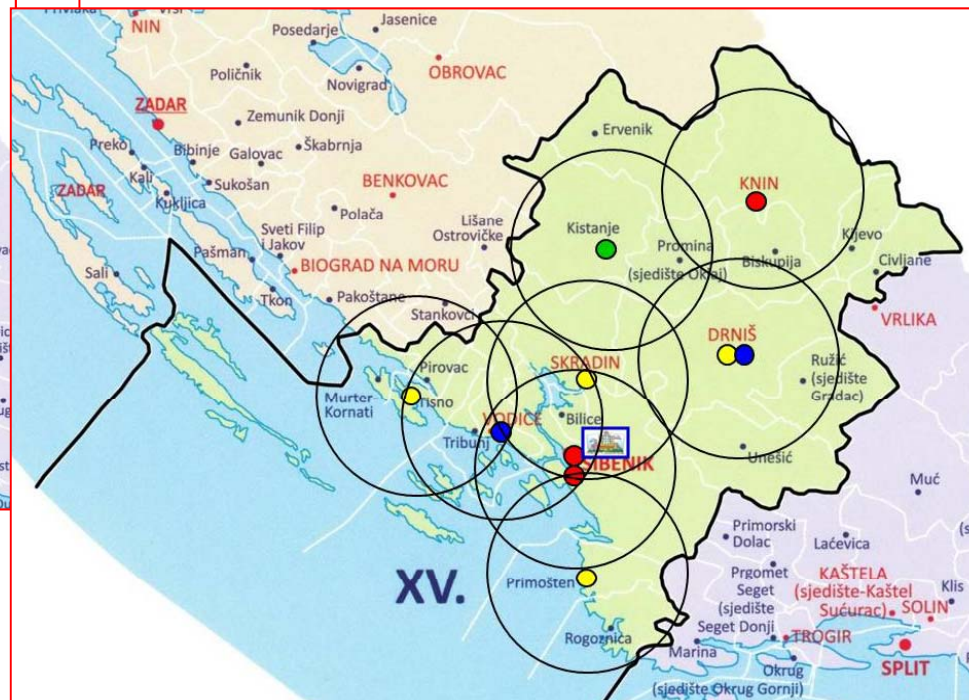 NIN
Jasenice
Posedarje
Poličnik
Novigrad
OBROVAC
ZADAR
Zemunik Donji
Ervenik
Preko
Bibinje
Galovac
Škabrnja
Kali
ZADAR
Sukošan
BENKOVAC
KNIN
Kukljica
Polača
Lišane
Ostrovičke
Kistanje
Sveti Filip
i Jakov
Promina
(sjedište Oklaj)
Biskupija
Kijevo
Civljane
Pašman
Sali
BIOGRAD NA MORU
Tkon
Pakoštane
Stankovci
VRLIKA
DRNIŠ
SKRADIN
Pirovac
Ružić
(sjedište
Gradac)
Murter-
Kornati
Tisno
VODICE
Bilice
Tribunj
ŠIBENIK
Unešić
Muć
Primorski
Dolac
Lećevica
XV.
Primošten
Prgomet
Seget
(sjedište
Seget Donji)
KAŠTELA
(sjedište-Kaštel
Sućurac)
Klis
SOLIN
Rogoznica
TROGIR
Marina
Okrug
(sjedište Okrug Gornji)
SPLIT